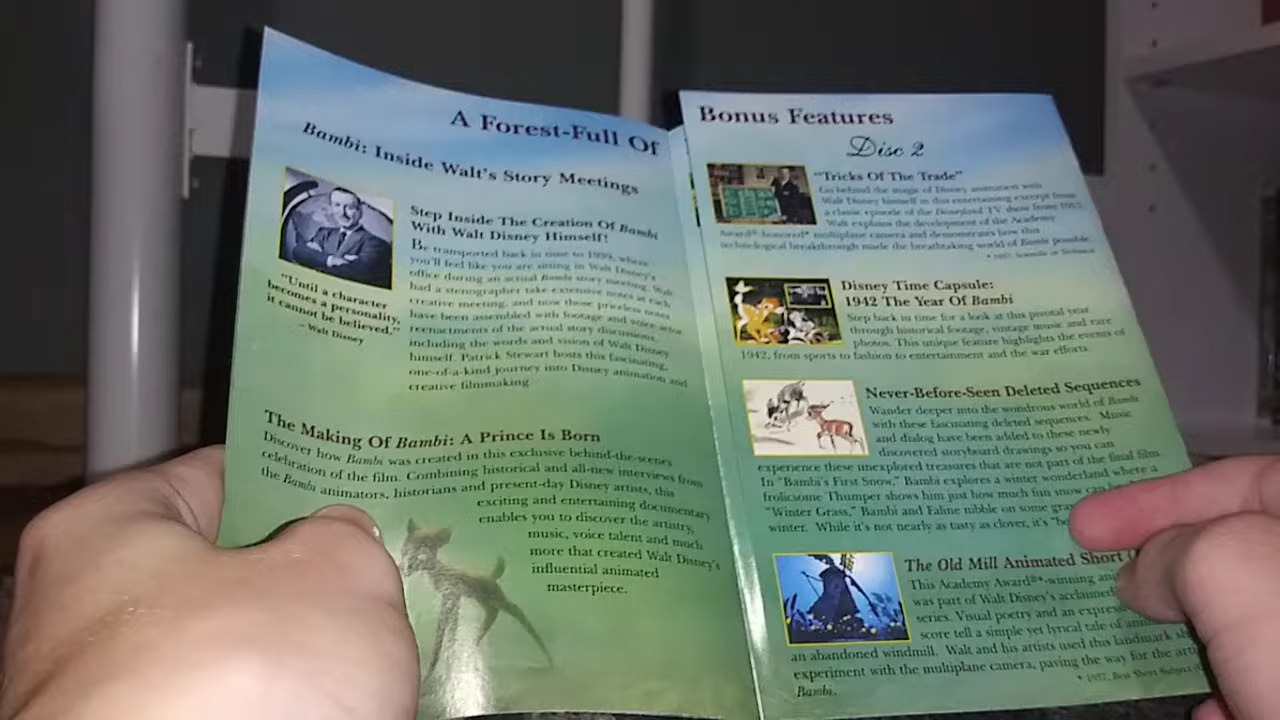 A Forest-Full Of
Bambi: Inside Walt's Story Meetings
Step Inside The Creation Of Bambi
With Walt Disney Himself!
Be transported back in time to 1939, where
you'll feel like you are sitting in Walt Disney's
office during an actual Bambi story meeting. Walt
had a stenographer take extensive notes at each
creative meeting, and now those priceless notes
have been assembled with footage and voice-actor
reenactments of the actual story discussions,
including the words and vision of Walt Disney
himself. Patrick Stewart hosts this fascinating,
one-of-a-kind journey into Disney animation and
creative filmmaking.
"Until a character
becomes a personality,
it cannot be believed."
– Walt Disney
The Making Of Bambi: A Prince Is Born
Discover how Bambi was created in this exclusive behind-the-scenes
celebration of the film. Combining historical and all-new interviews from
the Bambi animators, historians and present-day Disney artists, this
exciting and entertaining documentary
enables you to discover the artistry,
music, voice talent and much
more that created Walt Disney's
influential animated
masterpiece.
Bonus Features
Disc 2
"Tricks Of The Trade"
Go behind the magic of Disney animation with
Walt Disney himself in this entertaining excerpt from
a classic episode of the Disneyland TV show from 1957.
Walt explains the development of the Academy
Award®-honored* multiplane camera and demonstrates how this
technological breakthrough made the breathtaking world of Bambi possible.
* 1937, Scientific or Technical
Disney Time Capsule:
1942 The Year Of Bambi
Step back in time for a look at this pivotal year
through historical footage, vintage music and rare
photos. This unique feature highlights the events of
1942, from sports to fashion to entertainment and the war efforts.
Never-Before-Seen Deleted Sequences
Wander deeper into the wondrous world of Bambi
with these fascinating deleted sequences. Music
and dialog have been added to these newly
discovered storyboard drawings so you can
experience these unexplored treasures that are not part of the final film.
In "Bambi's First Snow," Bambi explores a winter wonderland where a
frolicsome Thumper shows him just how much fun snow can
"Winter Grass," Bambi and Faline nibble on some
winter. While it's not nearly as tasty as clover, it's
The Old Mill Animated Short
This Academy Award®*-winning
was part of Walt Disney's acclaimed
series. Visual poetry and an
score tell a simple yet lyrical tale of
an abandoned windmill. Walt and his artists used this landmark
experiment with the multiplane camera, paving the way for the
Bambi.
* 1937, Best Short Subject